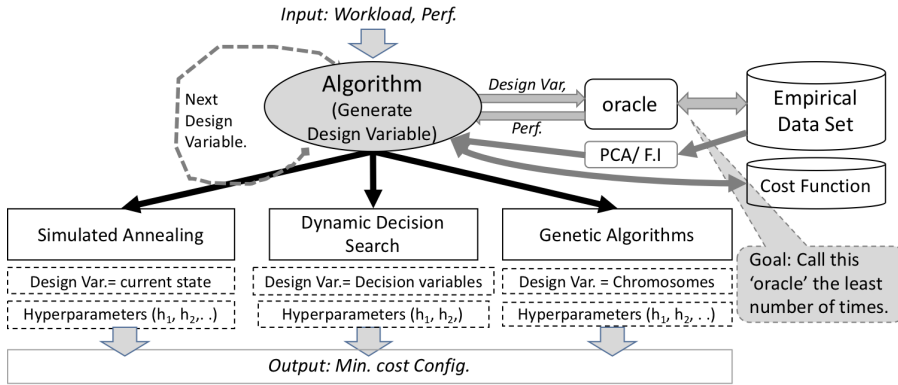 Input: Workload, Perf.
Algorithm
(Generate
Design Variable)
Next
Design
Variable.
Design Var,
Perf.
oracle
Empirical
Data Set
PCA/ F.I
Cost Function
Simulated Annealing
Dynamic Decision
Search
Genetic Algorithms
Goal: Call this
‘oracle’ the least
number of times.
Design Var.= current state
Design Var.= Decision variables
Design Var. = Chromosomes
Hyperparameters (h₁, h₂,. .)
Hyperparameters (h₁, h₂,)
Hyperparameters (h₁, h₂, . .)
Output: Min. cost Config.